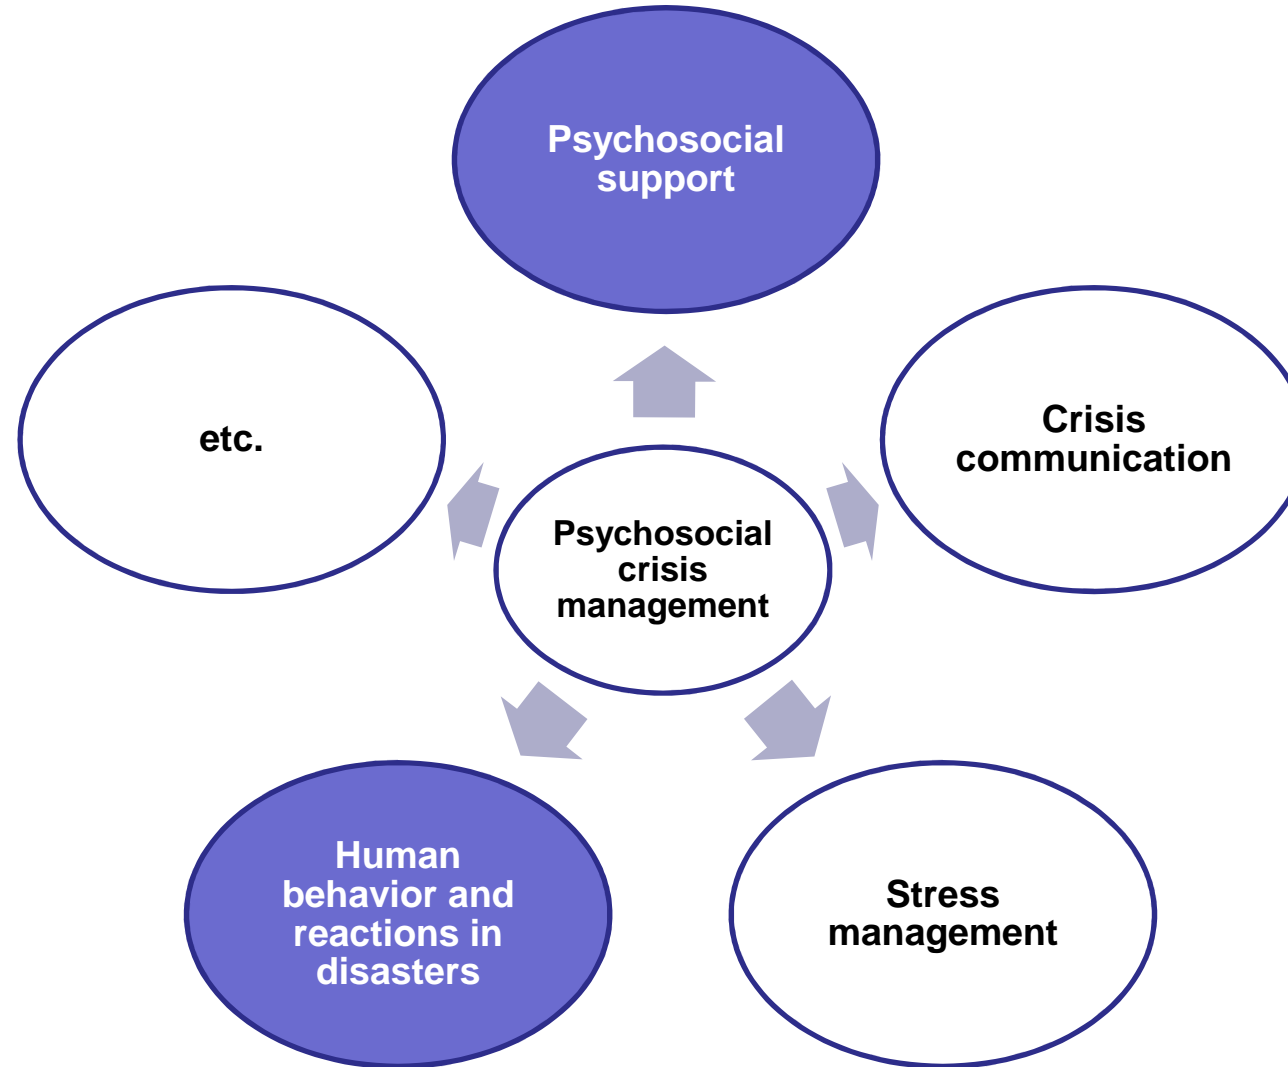 Psychosocial
support
etc.
Crisis
communication
Psychosocial
crisis
management
Human
behavior and
reactions in
disasters
Stress
management